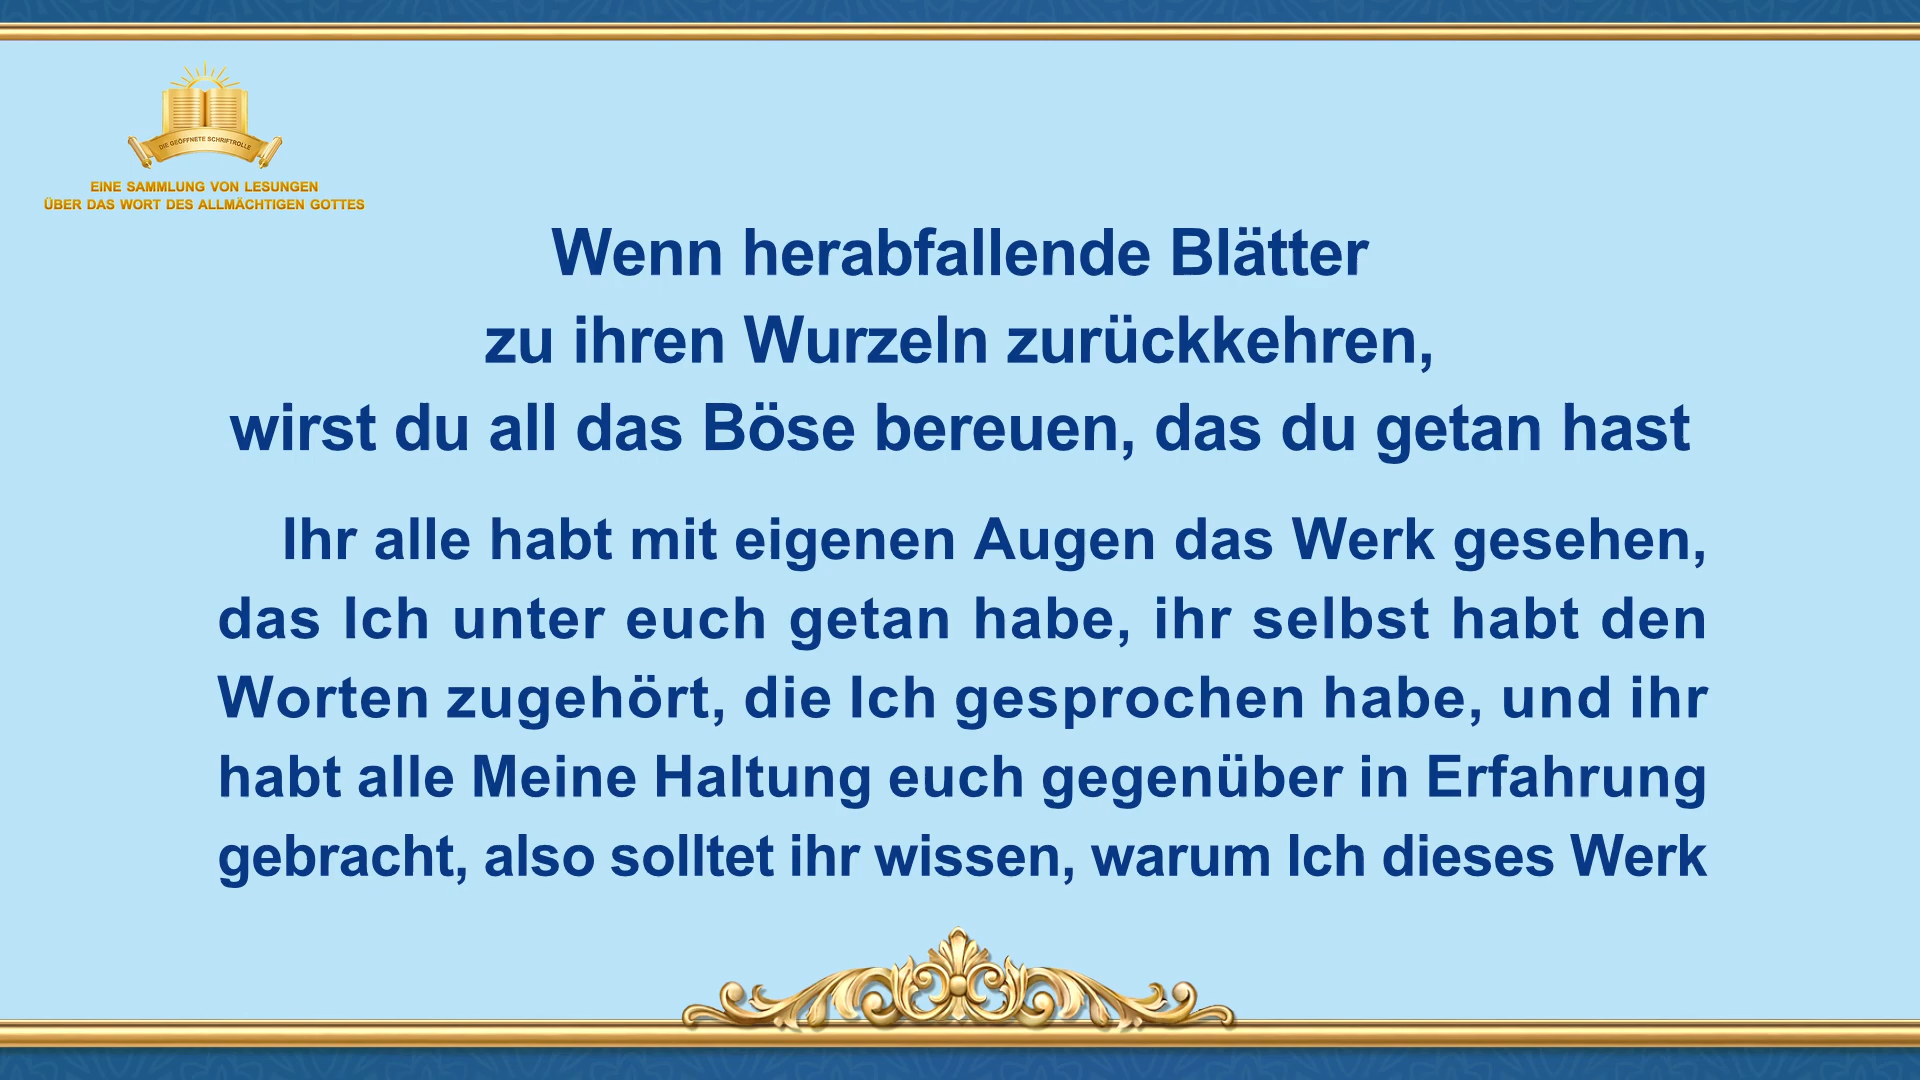 DIE GEÖFFNETE SCHRIFTROLLE
EINE SAMMLUNG VON LESUNGEN
ÜBER DAS WORT DES ALLMÄCHTIGEN GOTTES
Wenn herabfallende Blätter
zu ihren Wurzeln zurückkehren,
wirst du all das Böse bereuen, das du getan hast
Ihr alle habt mit eigenen Augen das Werk gesehen,
das Ich unter euch getan habe, ihr selbst habt den
Worten zugehört, die Ich gesprochen habe, und ihr
habt alle Meine Haltung euch gegenüber in Erfahrung
gebracht, also solltet ihr wissen, warum Ich dieses Werk